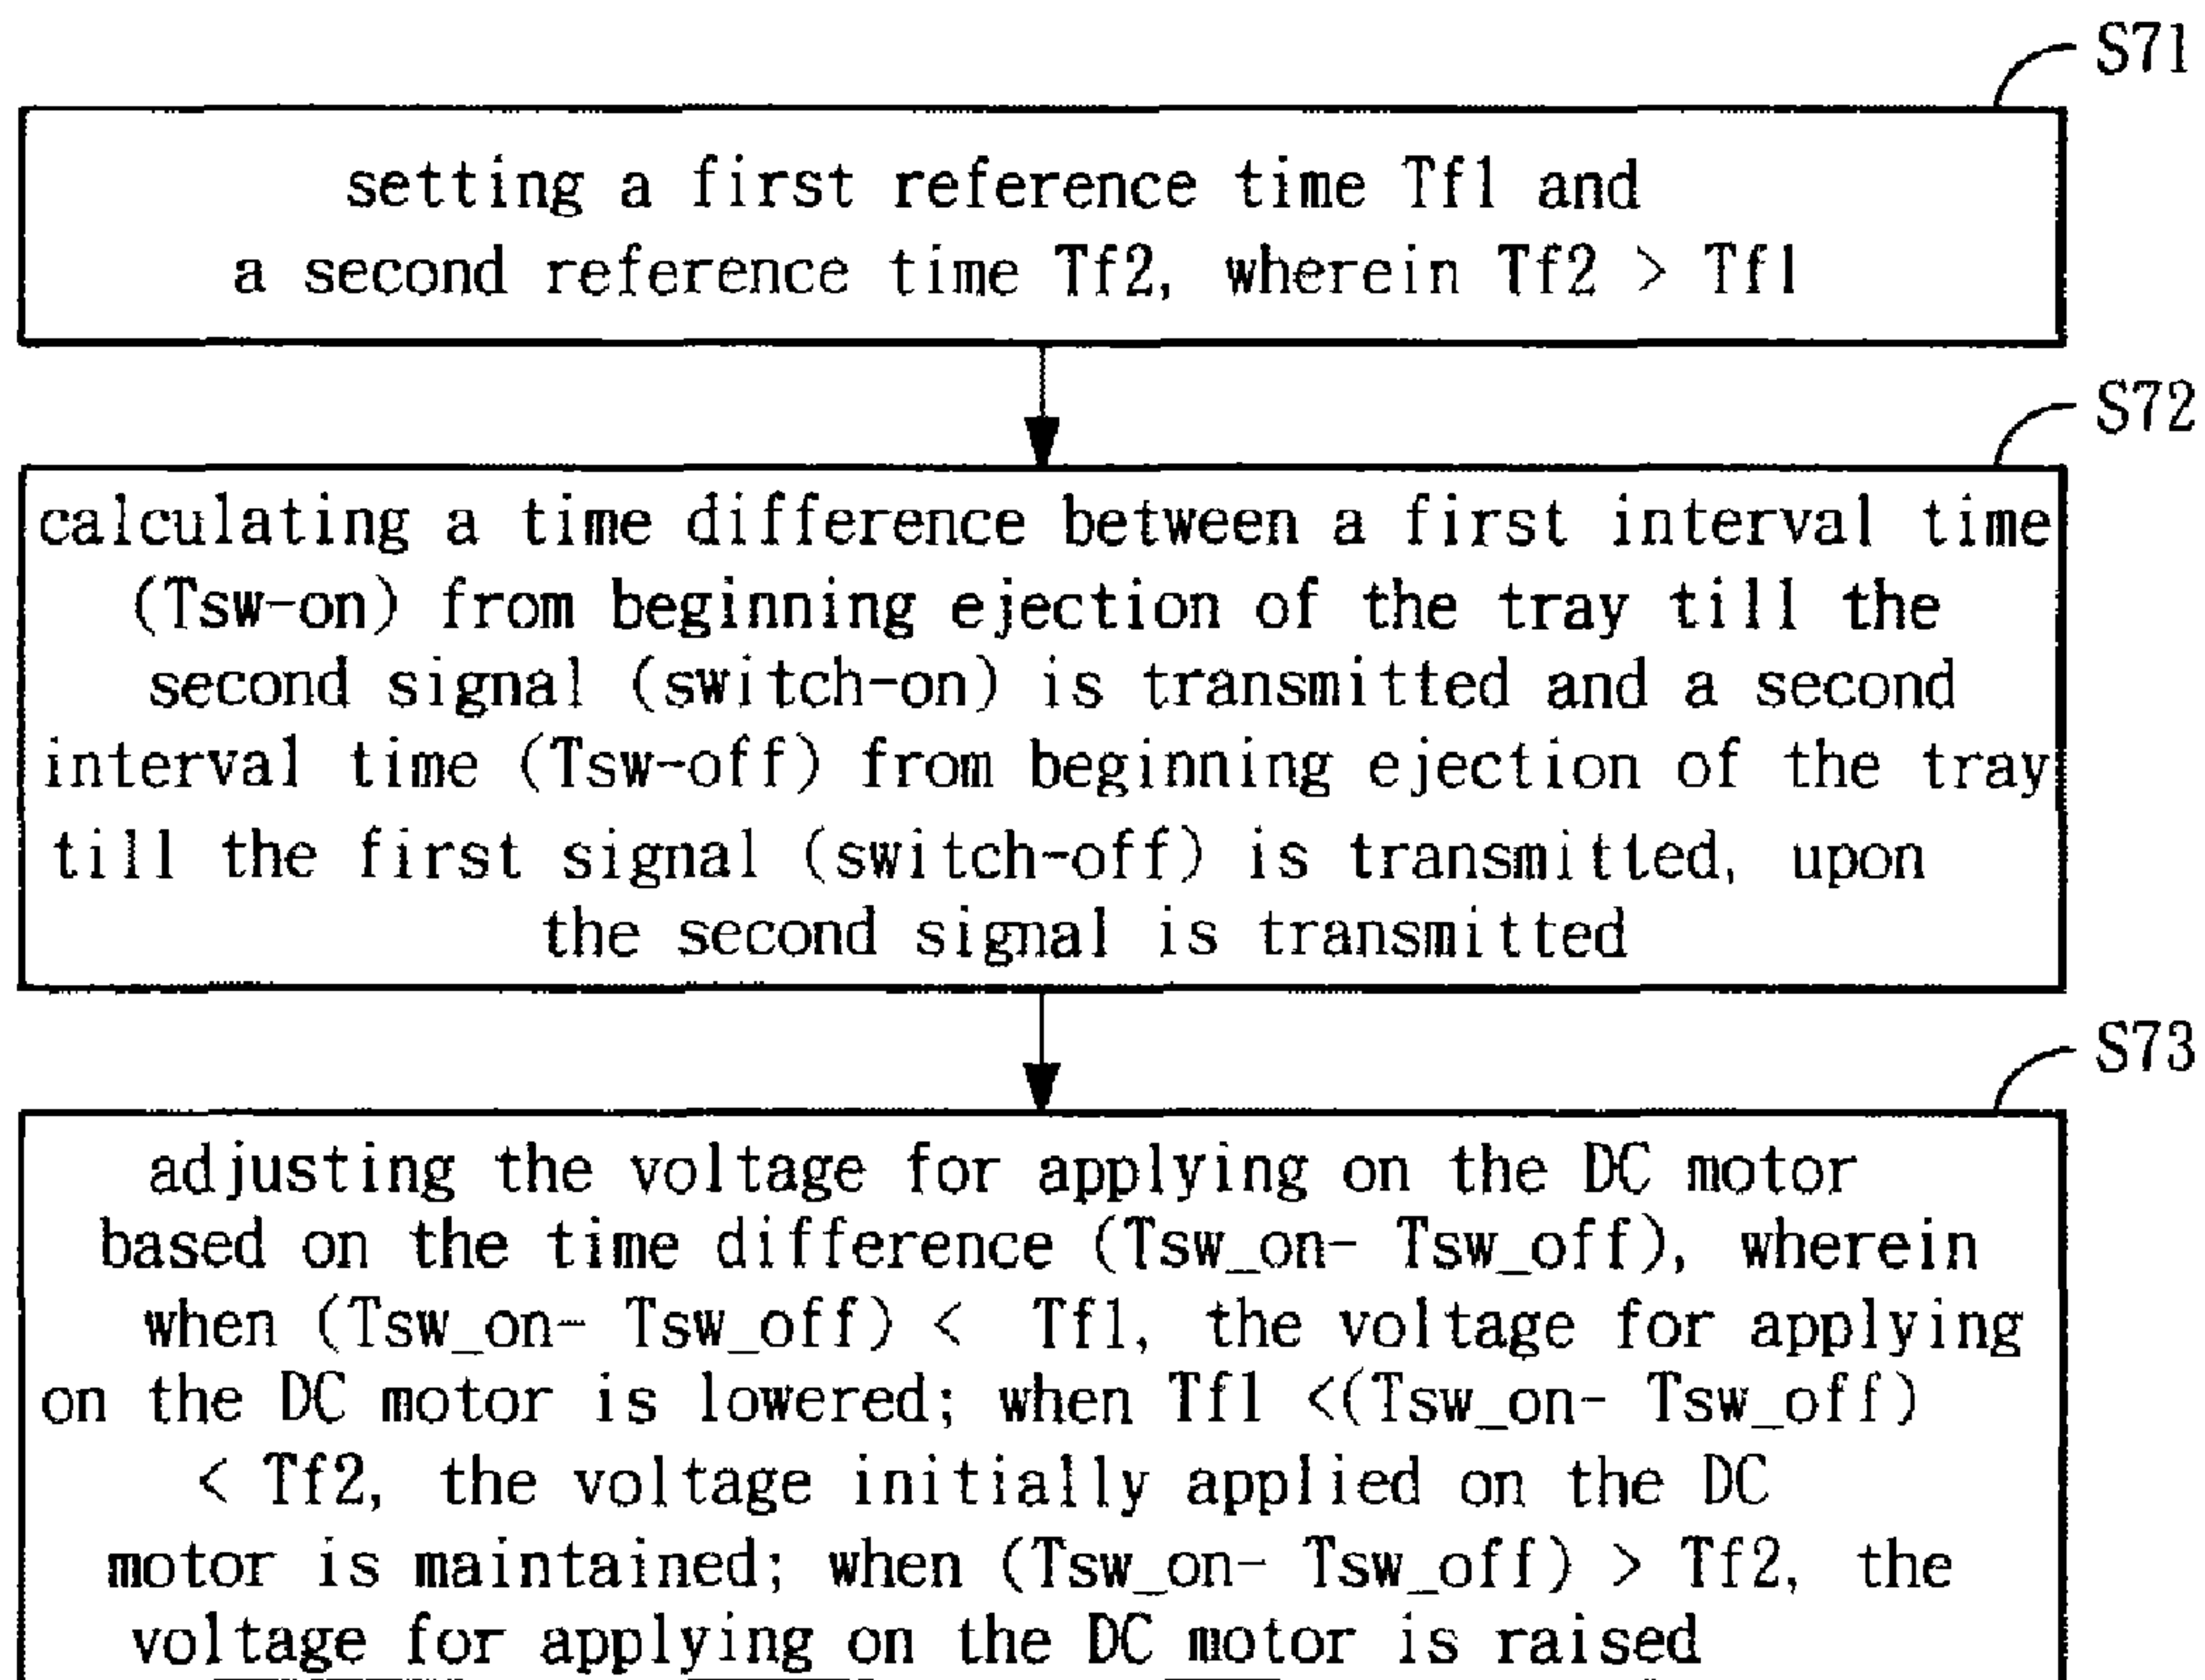 S71
setting a first reference time Tf1 and
a second reference time Tf2, wherein Tf2 > Tf1
S72
calculating a time difference between a first interval time
(Tsw-on) from beginning ejection of the tray till the
second signal (switch-on) is transmitted and a second
interval time (Tsw-off) from beginning ejection of the tray
till the first signal (switch-off) is transmitted, upon
the second signal is transmitted
S73
adjusting the voltage for applying on the DC motor
based on the time difference (Tsw_on- Tsw_off), wherein
when (Tsw_on- Tsw_off) < Tf1, the voltage for applying
on the DC motor is lowered; when Tf1 <(Tsw_on- Tsw_off)
< Tf2, the voltage initially applied on the DC
motor is maintained; when (Tsw_on- Tsw_off) > Tf2, the
voltage for applying on the DC motor is raised